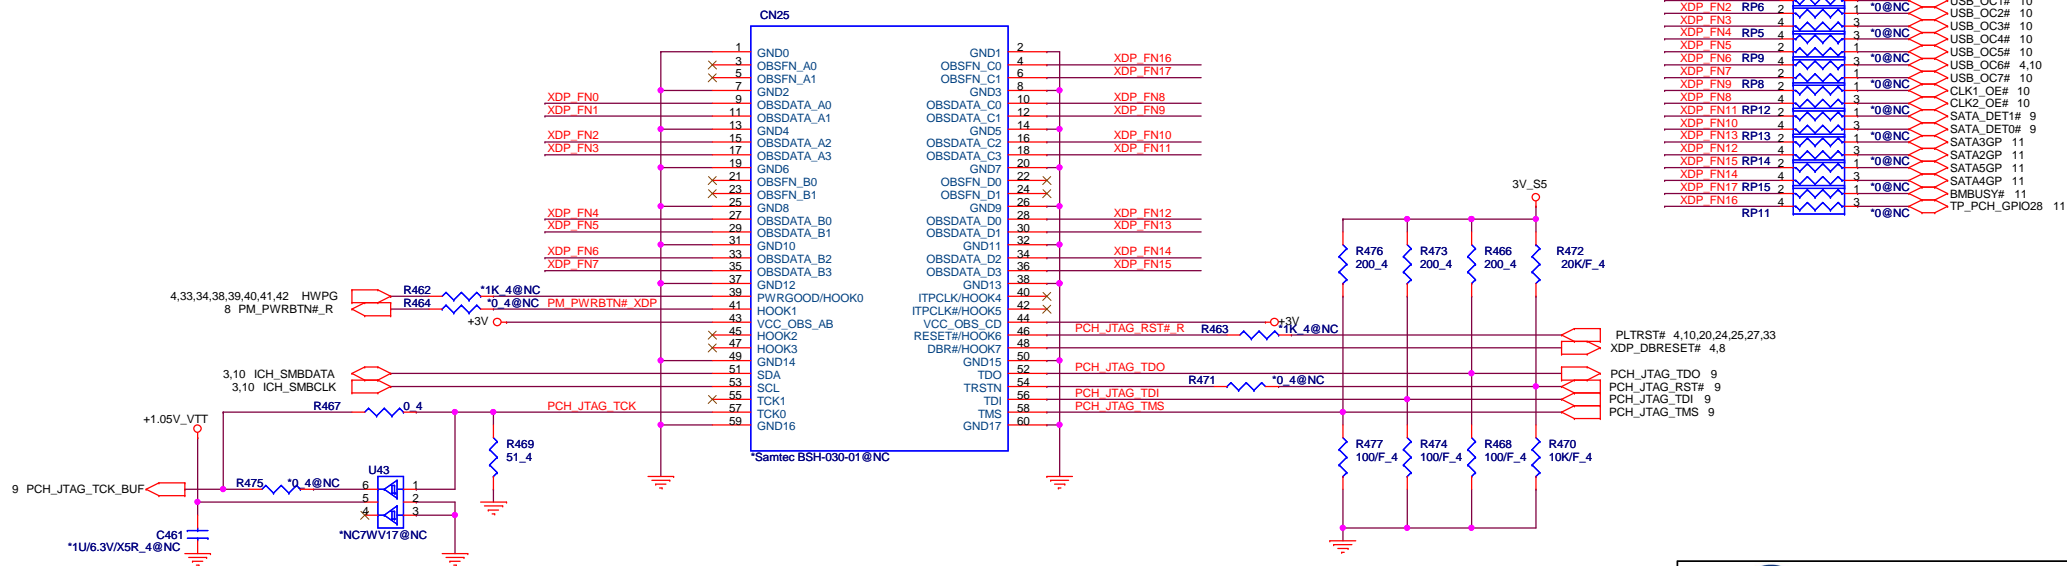 CN25
1 GND0 GND1 2
3 OBSFN_A0 OBSFN_C0 4 XDP_FN16
5 OBSFN_A1 OBSFN_C1 6 XDP_FN17
7 GND2 GND3 8
XDP_FN0 9 OBSDATA_A0 OBSDATA_C0 10 XDP_FN8
XDP_FN1 11 OBSDATA_A1 OBSDATA_C1 12 XDP_FN9
13 GND4 GND5 14
XDP_FN2 15 OBSDATA_A2 OBSDATA_C2 16 XDP_FN10
XDP_FN3 17 OBSDATA_A3 OBSDATA_C3 18 XDP_FN11
19 GND6 GND7 20
21 OBSFN_B0 OBSFN_D0 22
23 OBSFN_B1 OBSFN_D1 24
25 GND8 GND9 26
XDP_FN4 27 OBSDATA_B0 OBSDATA_D0 28 XDP_FN12
XDP_FN5 29 OBSDATA_B1 OBSDATA_D1 30 XDP_FN13
31 GND10 GND11 32
XDP_FN6 33 OBSDATA_B2 OBSDATA_D2 34 XDP_FN14
XDP_FN7 35 OBSDATA_B3 OBSDATA_D3 36 XDP_FN15
37 GND12 GND13 38
4,33,34,38,39,40,41,42 HWPG R462 *1K_4@NC 39 PWRGOOD/HOOK0 ITPCLK/HOOK4 40
8 PM_PWRBTN#_R R464 *0_4@NC PM_PWRBTN#_XDP 41 HOOK1 ITPCLK#/HOOK5 42
+3V 43 VCC_OBS_AB VCC_OBS_CD 44 +3V
45 HOOK2 RESET#/HOOK6 46 PCH_JTAG_RST#_R R463 *1K_4@NC PLTRST# 4,10,20,24,25,27,33
47 HOOK3 DBR#/HOOK7 48 XDP_DBRESET# 4,8
49 GND14 GND15 50
3,10 ICH_SMBDATA 51 SDA TDO 52 PCH_JTAG_TDO PCH_JTAG_TDO 9
3,10 ICH_SMBCLK 53 SCL TRSTN 54 R471 *0_4@NC PCH_JTAG_RST# 9
55 TCK1 TDI 56 PCH_JTAG_TDI PCH_JTAG_TDI 9
R467 0_4 PCH_JTAG_TCK 57 TCK0 TMS 58 PCH_JTAG_TMS PCH_JTAG_TMS 9
59 GND16 GND17 60
*Samtec BSH-030-01@NC
+1.05V_VTT
R469
51_4
U43
9 PCH_JTAG_TCK_BUF R475 *0_4@NC 6 1
5 2
4 3
*NC7WV17@NC
C461
*1U/6.3V/X5R_4@NC
3V_S5
R476 R473 R466 R472
200_4 200_4 200_4 20K/F_4
R477 R474 R468 R470
100/F_4 100/F_4 100/F_4 10K/F_4
USB_OC1# 10
XDP_FN2 RP6 2 1 *0@NC USB_OC2# 10
XDP_FN3 4 3 USB_OC3# 10
XDP_FN4 RP5 2 1 *0@NC USB_OC4# 10
XDP_FN5 4 3 USB_OC5# 10
XDP_FN6 RP9 2 1 *0@NC USB_OC6# 4,10
XDP_FN7 4 3 USB_OC7# 10
XDP_FN9 RP8 2 1 *0@NC CLK1_OE# 10
XDP_FN8 4 3 CLK2_OE# 10
XDP_FN11 RP12 2 1 *0@NC SATA_DET1# 9
XDP_FN10 4 3 SATA_DET0# 9
XDP_FN13 RP13 2 1 *0@NC SATA3GP 11
XDP_FN12 4 3 SATA2GP 11
XDP_FN15 RP14 2 1 *0@NC SATA5GP 11
XDP_FN14 4 3 SATA4GP 11
XDP_FN17 RP15 2 1 *0@NC BMBUSY# 11
XDP_FN16 4 3 TP_PCH_GPIO28 11
RP11 *0@NC